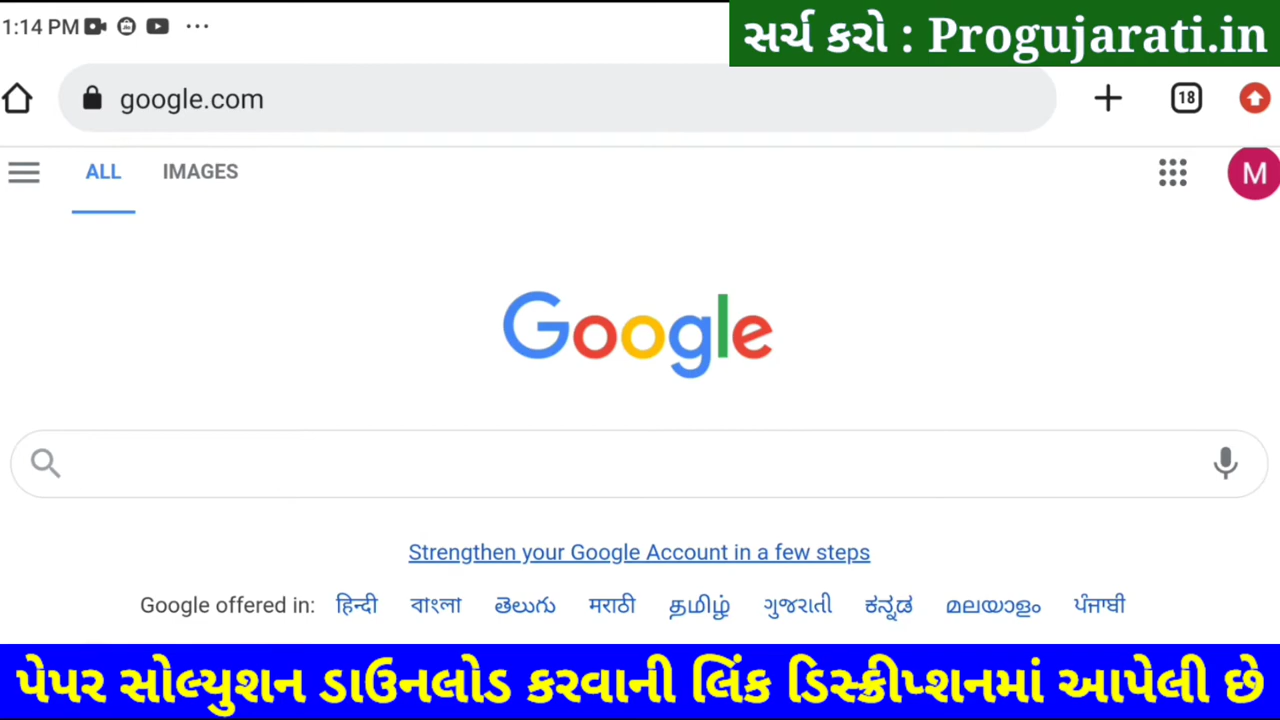 1:14 PM
સર્ચ કરો : Progujarati.in
google.com
18
ALL IMAGES
M
Google
Strengthen your Google Account in a few steps
Google offered in: हिन्दी বাংলা తెలుగు मराठी தமிழ் ગુજરાતી ಕನ್ನಡ മലയാളം ਪੰਜਾਬੀ
પેપર સોલ્યુશન ડાઉનલોડ કરવાની લિંક ડિસ્ક્રીપ્શનમાં આપેલી છે